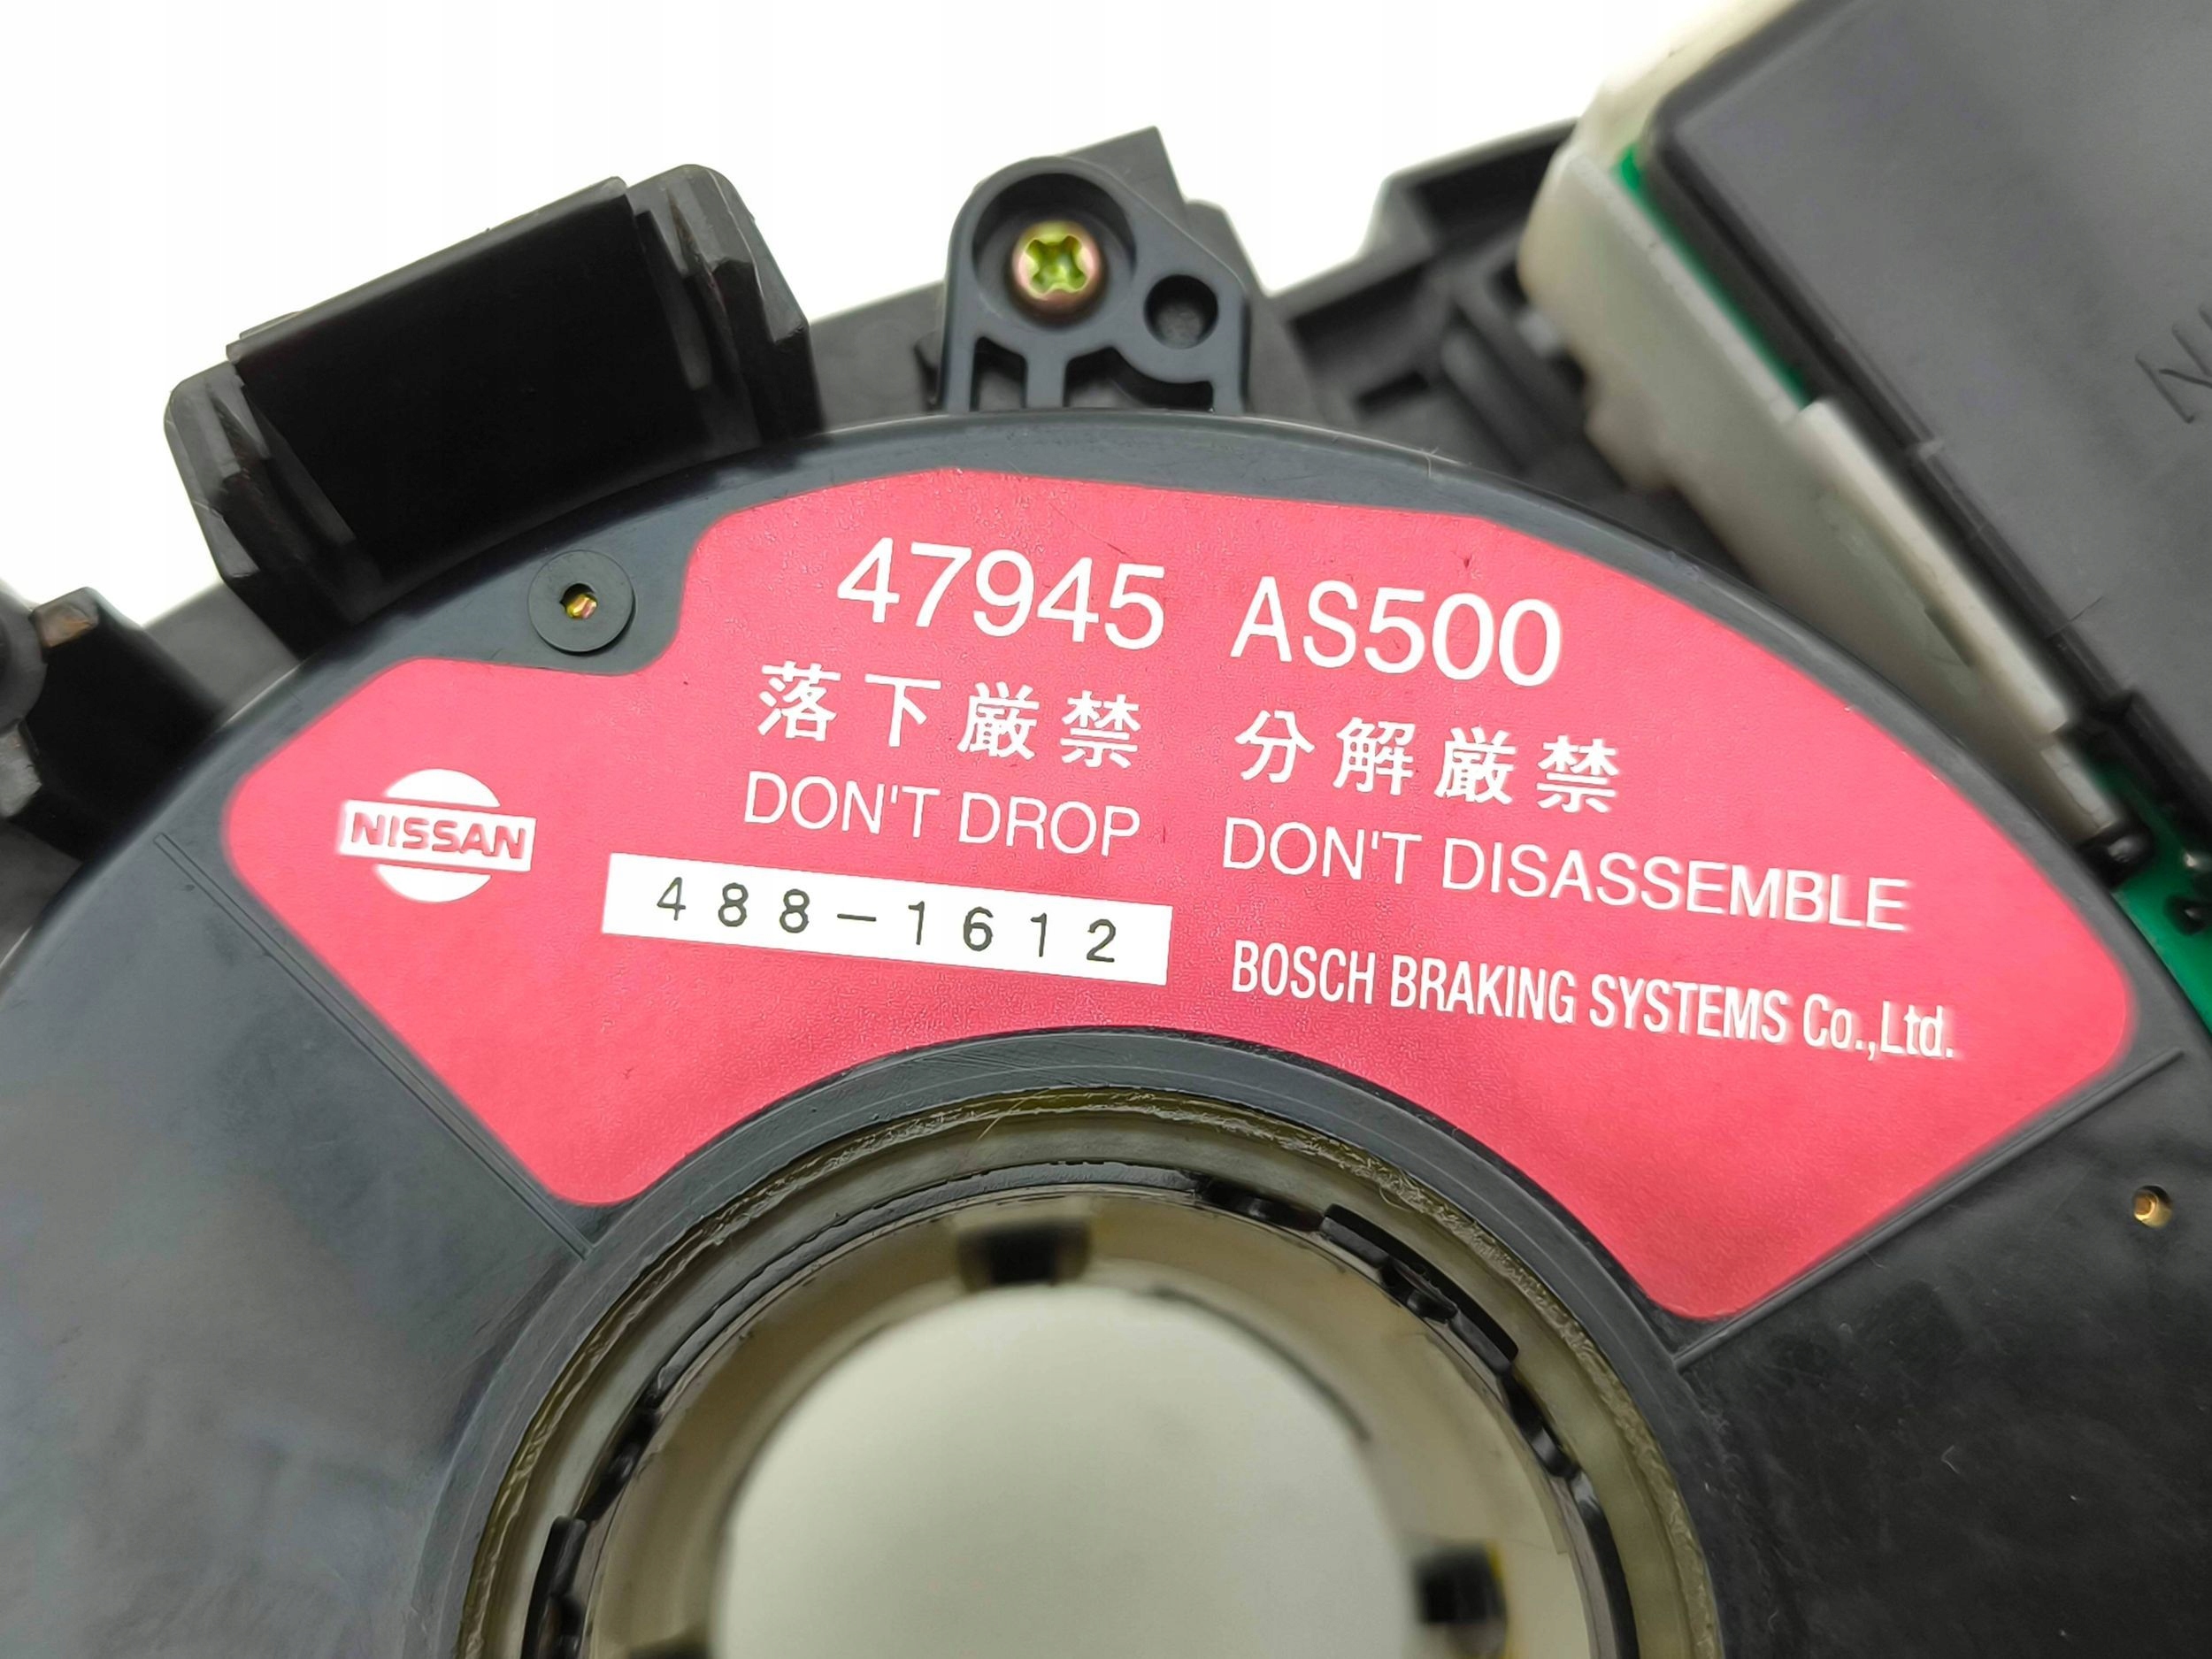 47945 AS500
落下厳禁 分解厳禁
DON'T DROP DON'T DISASSEMBLE
NISSAN
488-1612
BOSCH BRAKING SYSTEMS Co.,Ltd.